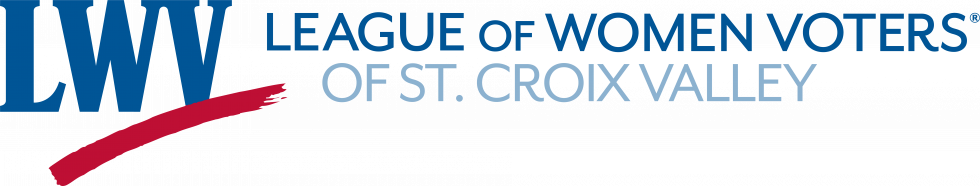 LWV
LEAGUE OF WOMEN VOTERS®
OF ST. CROIX VALLEY